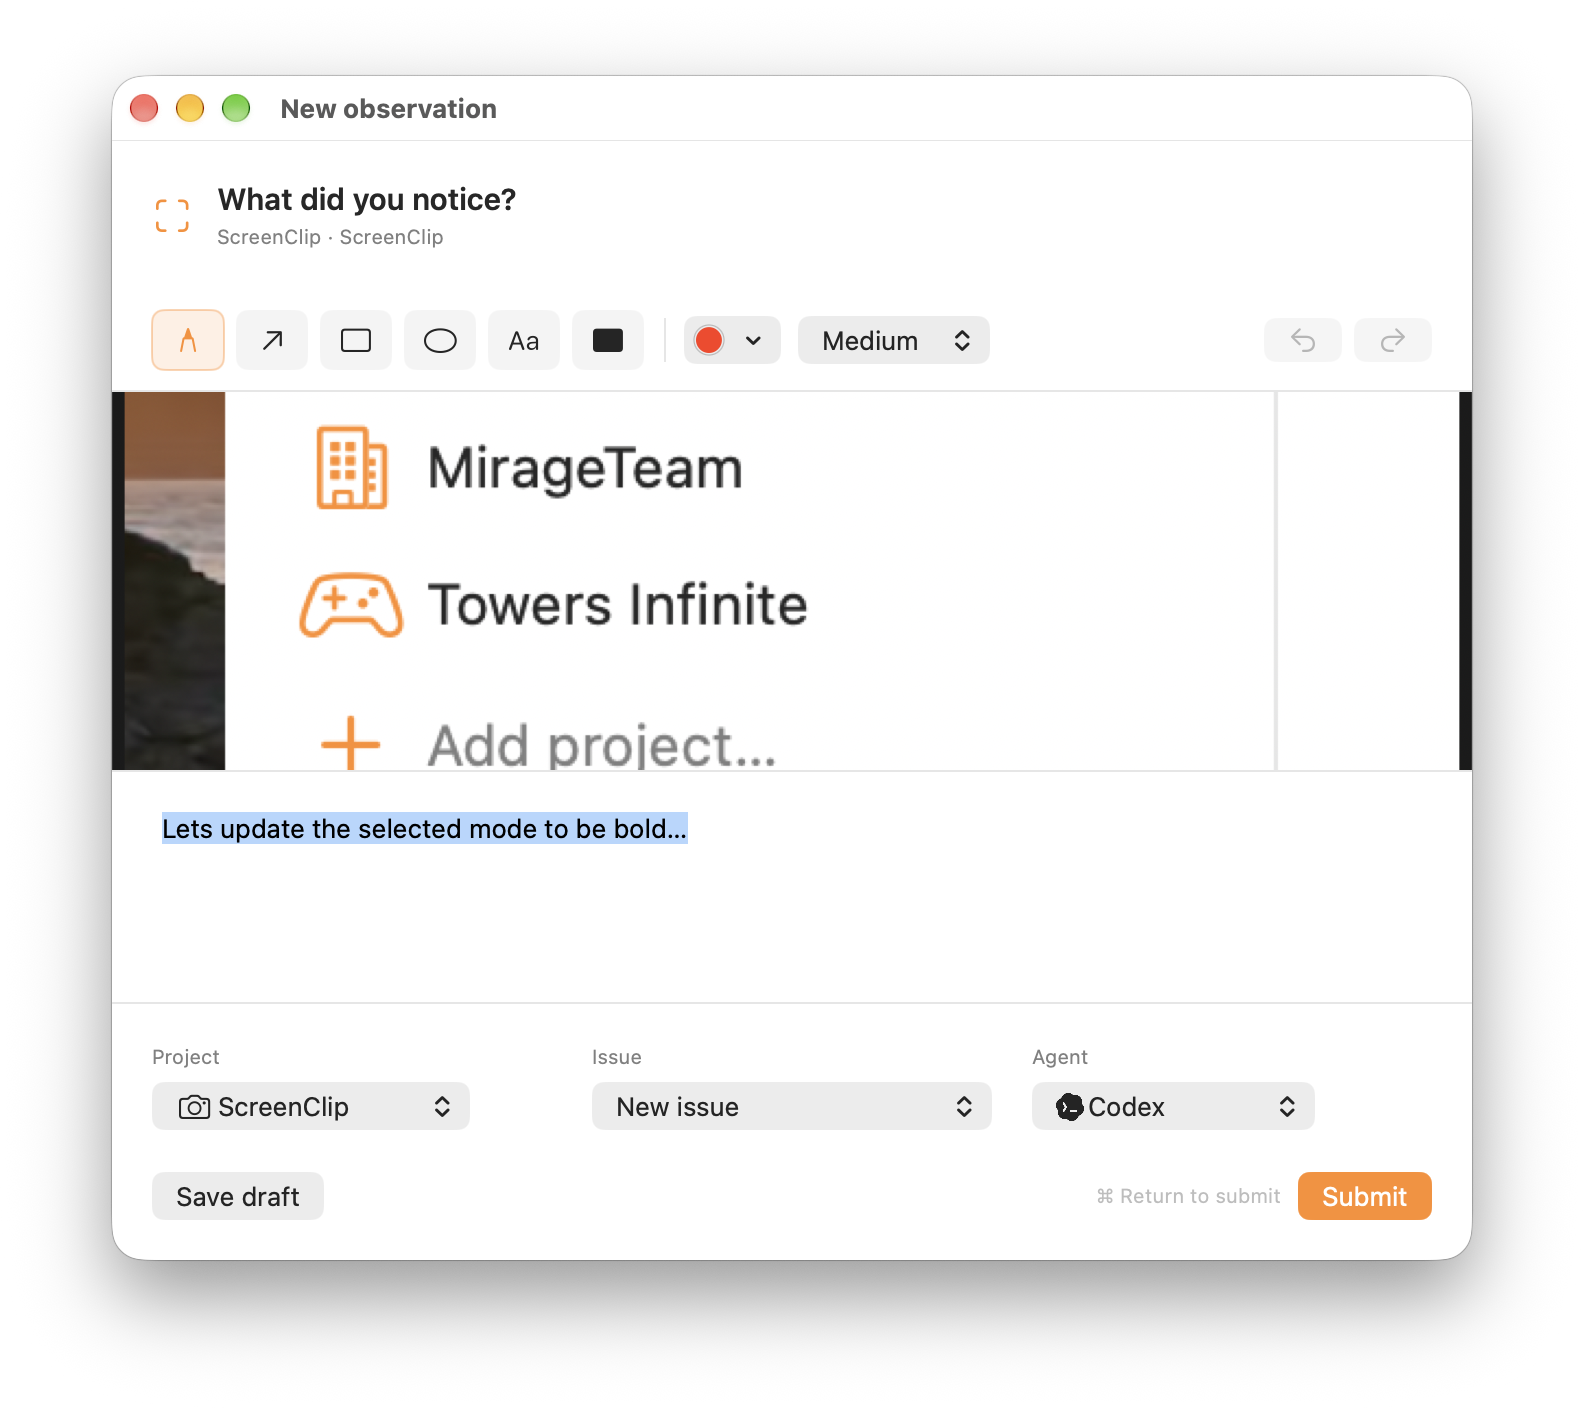 New observation
What did you notice?
ScreenClip · ScreenClip
Aa
Medium
MirageTeam
Towers Infinite
Add project...
Lets update the selected mode to be bold...
Project
Issue
Agent
ScreenClip
New issue
Codex
Save draft
⌘ Return to submit
Submit